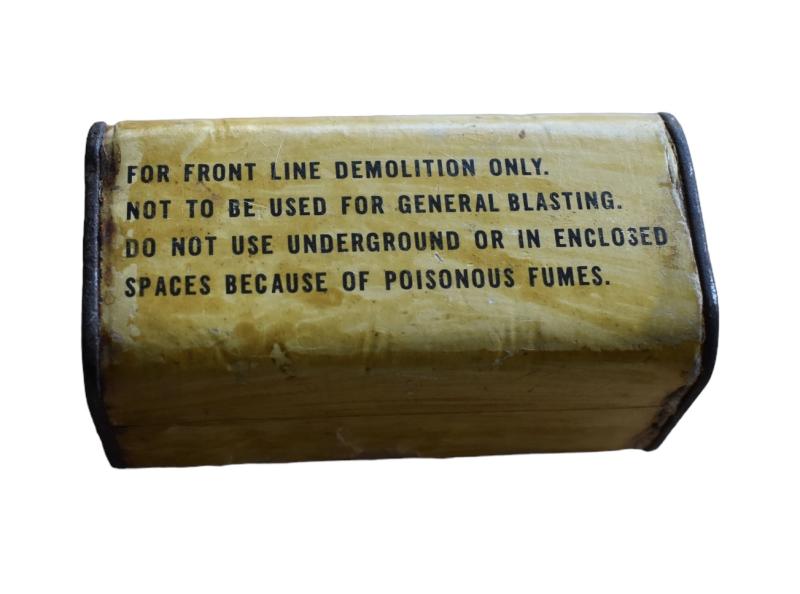 FOR FRONT LINE DEMOLITION ONLY.
NOT TO BE USED FOR GENERAL BLASTING.
DO NOT USE UNDERGROUND OR IN ENCLOSED
SPACES BECAUSE OF POISONOUS FUMES.